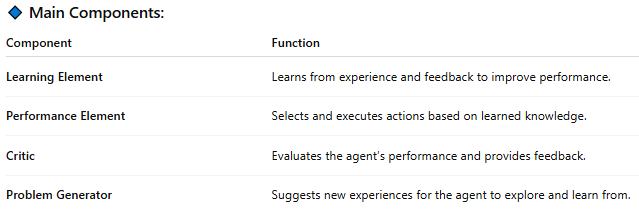 Main Components:
Component Function
Learning Element Learns from experience and feedback to improve performance.
Performance Element Selects and executes actions based on learned knowledge.
Critic Evaluates the agent's performance and provides feedback.
Problem Generator Suggests new experiences for the agent to explore and learn from.